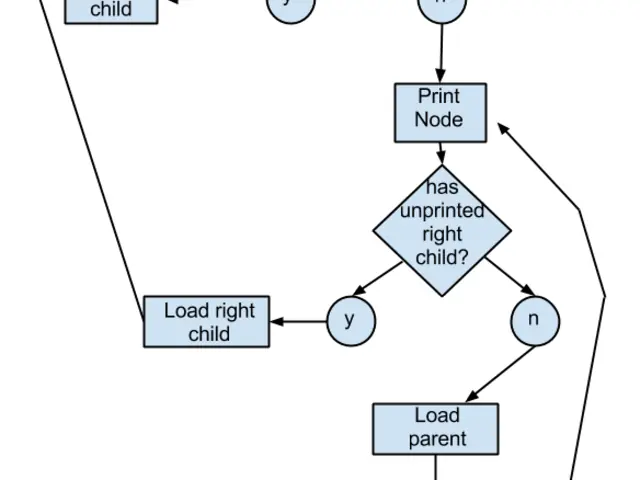 child
y
n
Print
Node
has
unprinted
right
child?
Load right
child
y
n
Load
parent